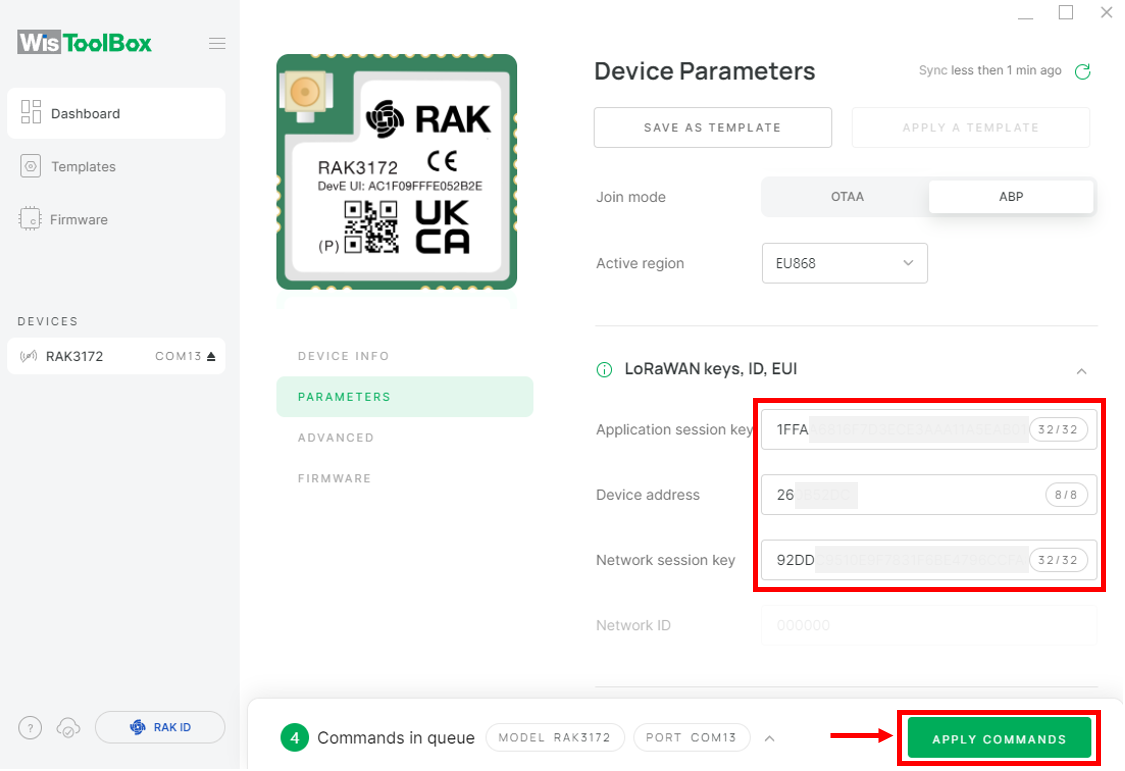 WisToolBox
Dashboard
Templates
Firmware
DEVICES
RAK3172 COM13
?
RAK ID
RAK
RAK3172 CE
DevE UI: AC1F09FFFE052B2E
(P) UK
CA
DEVICE INFO
PARAMETERS
ADVANCED
FIRMWARE
Device Parameters
Sync less then 1 min ago
SAVE AS TEMPLATE
APPLY A TEMPLATE
Join mode OTAA ABP
Active region EU868
LoRaWAN keys, ID, EUI
Application session key 1FFA 32/32
Device address 26 8/8
Network session key 92DD 32/32
Network ID 000000
4 Commands in queue MODEL RAK3172 PORT COM13
APPLY COMMANDS